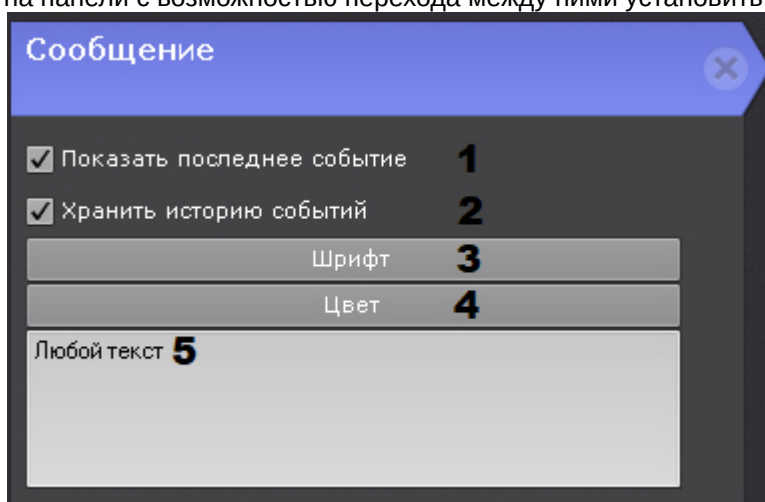 на панели с возможностью перехода между ними установить
Сообщение
Показать последнее событие 1
Хранить историю событий 2
Шрифт 3
Цвет 4
Любой текст 5